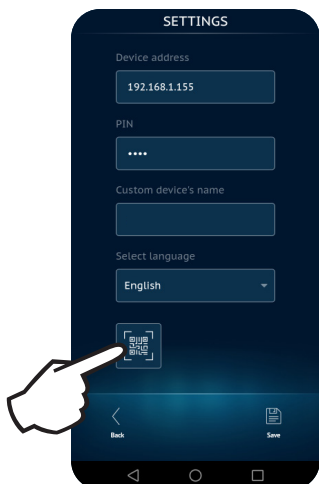 SETTINGS
Device address
192.168.1.155
PIN
••••
Custom device's name
Select language
English
Back
Save